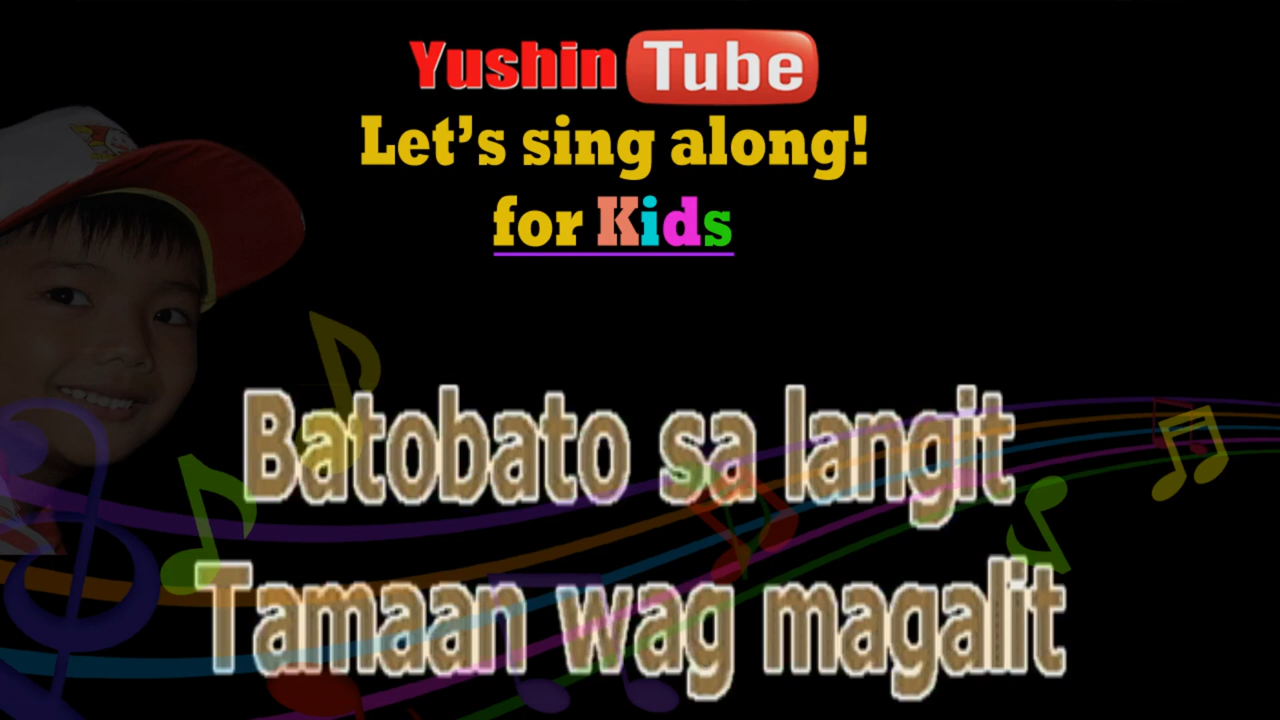 Yushin Tube
Let's sing along!
for Kids
Batobato sa langit
Tamaan wag magalit